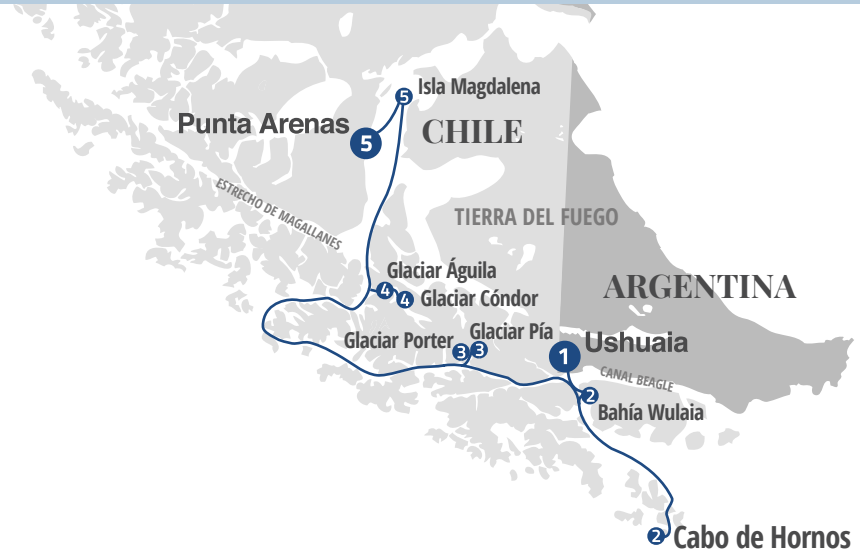 Isla Magdalena
5
Punta Arenas
5
CHILE
ESTRECHO DE MAGALLANES
TIERRA DEL FUEGO
Glaciar Águila
4
4
Glaciar Cóndor
ARGENTINA
Glaciar Pía
Glaciar Porter
3
3
Ushuaia
1
CANAL BEAGLE
2
Bahía Wulaia
2
Cabo de Hornos